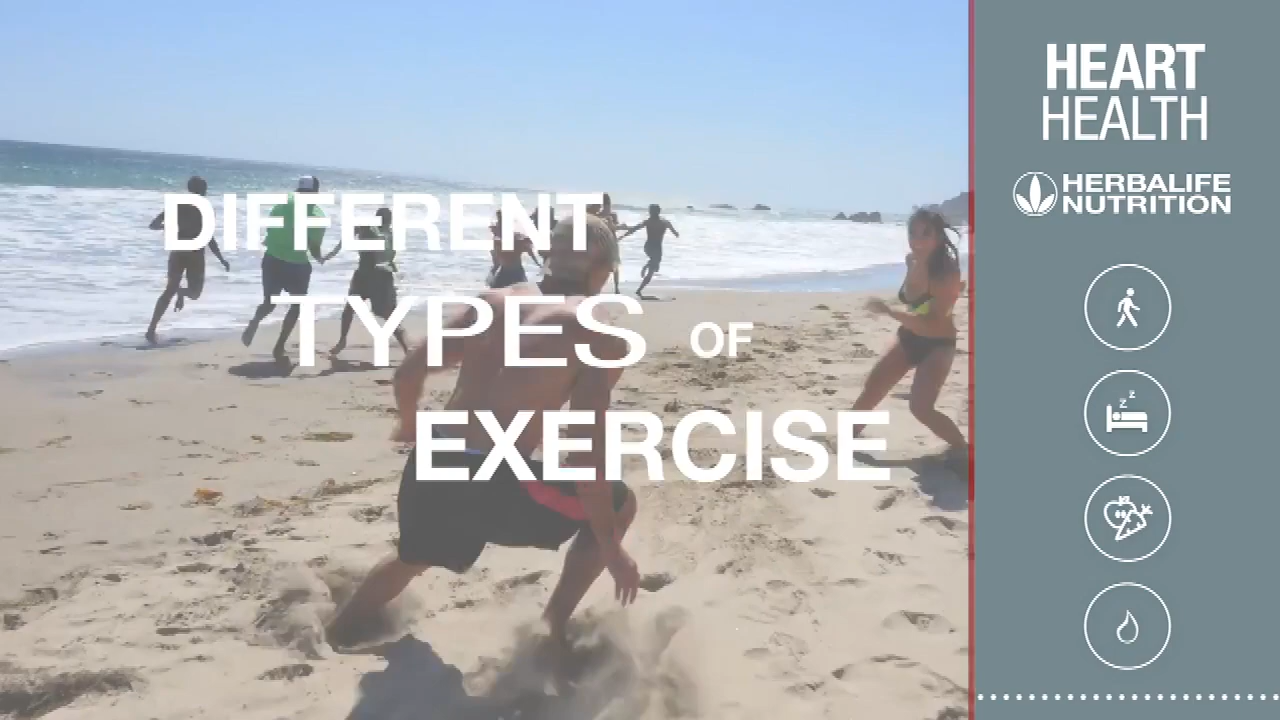 DIFFERENT
TYPES OF
EXERCISE
HEART
HEALTH
HERBALIFE
NUTRITION
z z